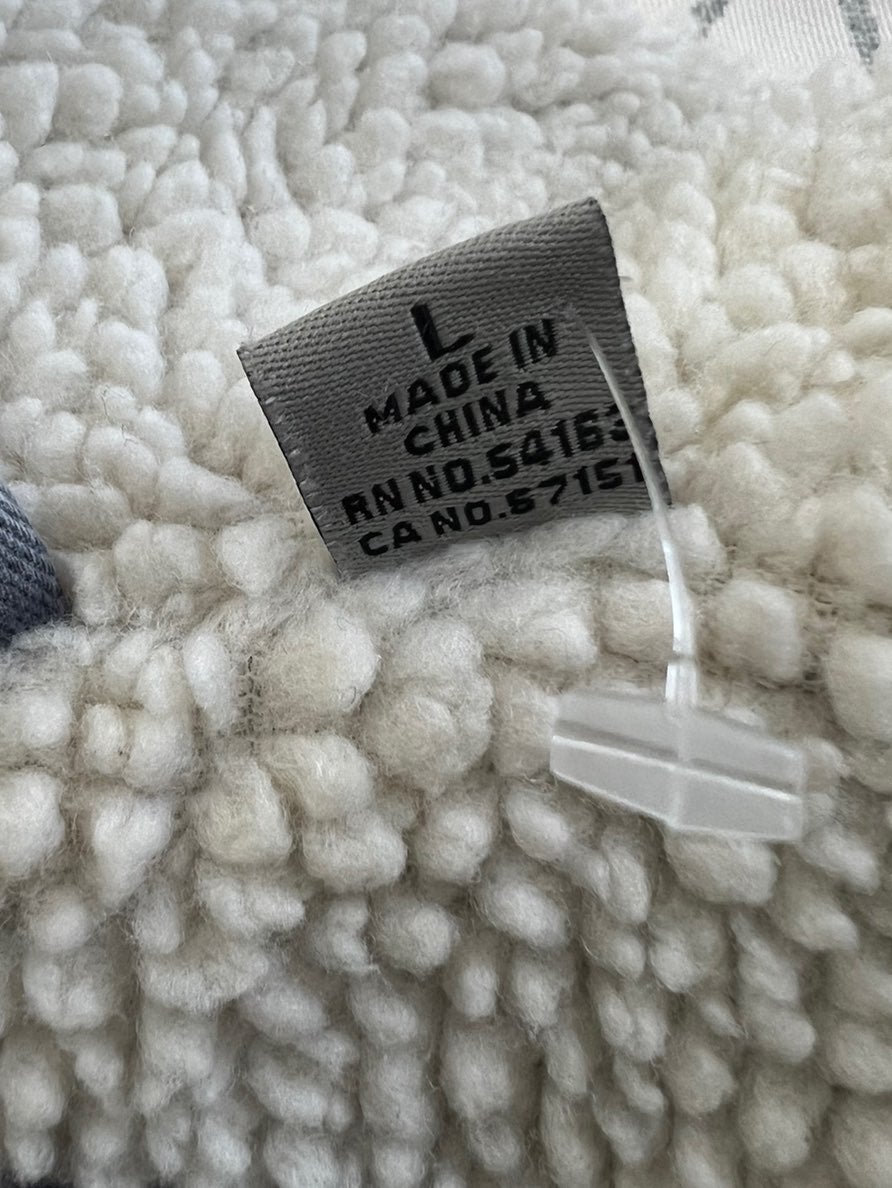 L
MADE IN
CHINA
RN NO.54163
CA NO.57151